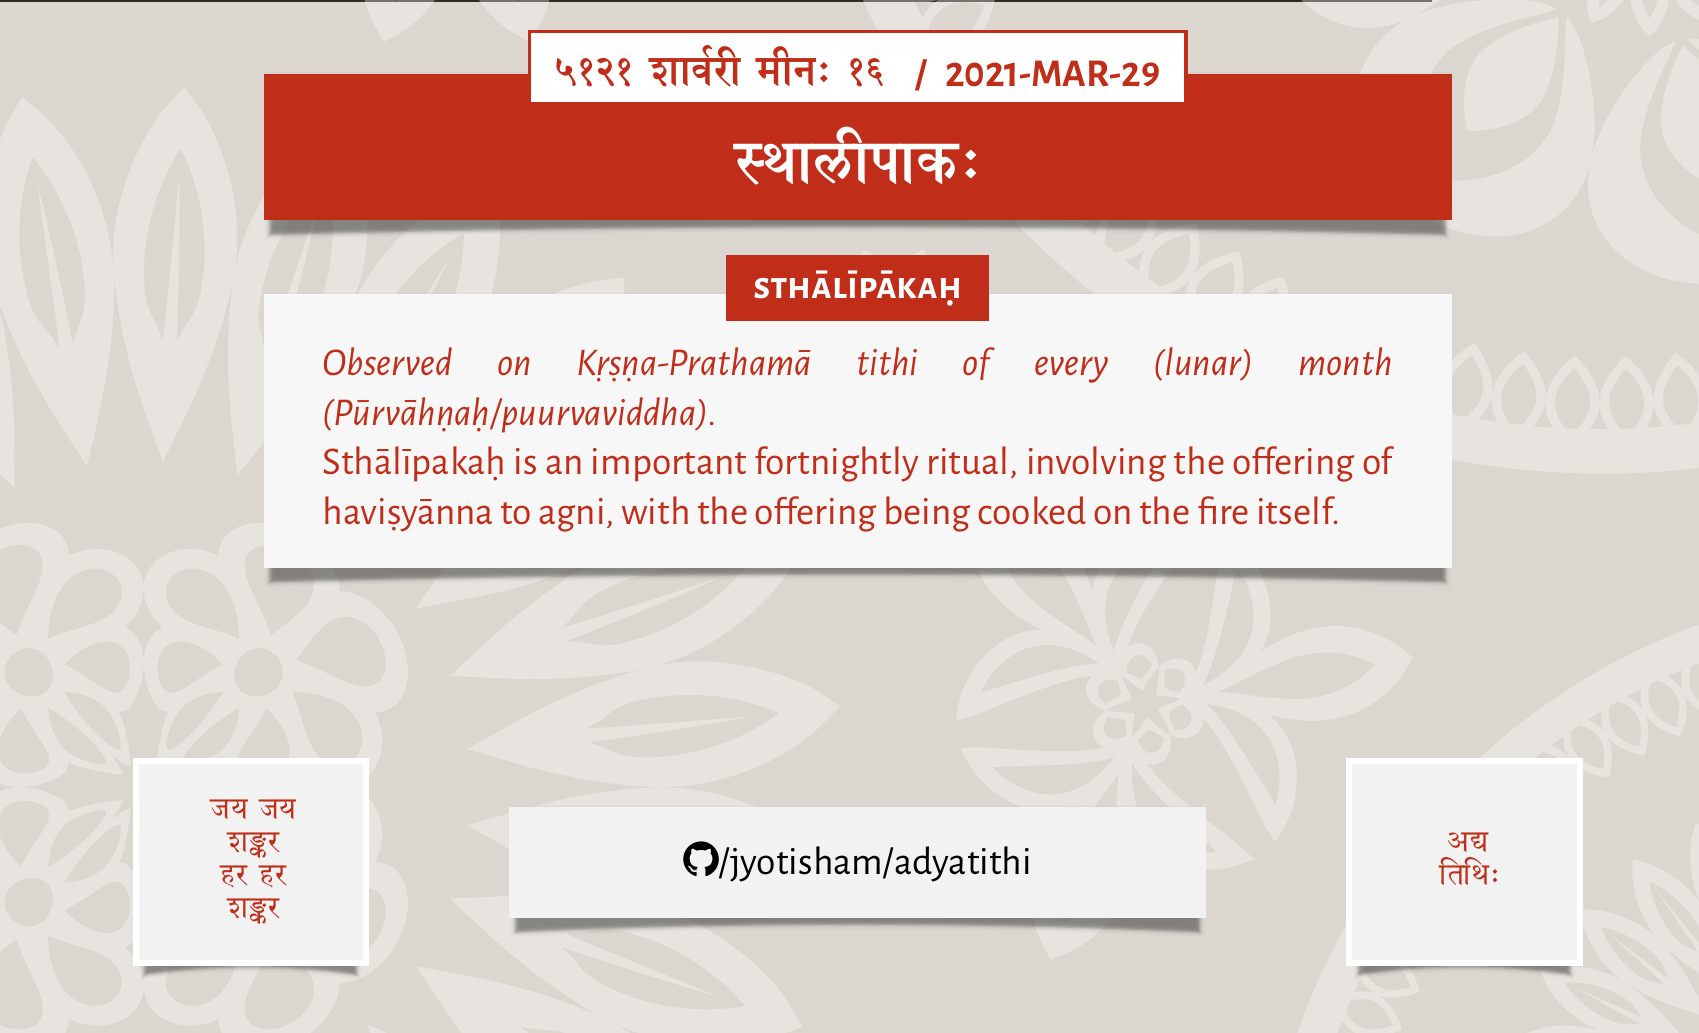 ५१२१ शार्वरी मीनः १६ / 2021-MAR-29
स्थालीपाकः
STHĀLĪPĀKAḤ
Observed on Kṛṣṇa-Prathamā tithi of every (lunar) month
(Pūrvāhṇaḥ/puurvaviddha).
Sthālīpakaḥ is an important fortnightly ritual, involving the offering of
haviṣyānna to agni, with the offering being cooked on the fire itself.
जय जय
शङ्कर
हर हर
शङ्कर
/jyotisham/adyatithi
अद्य
तिथिः